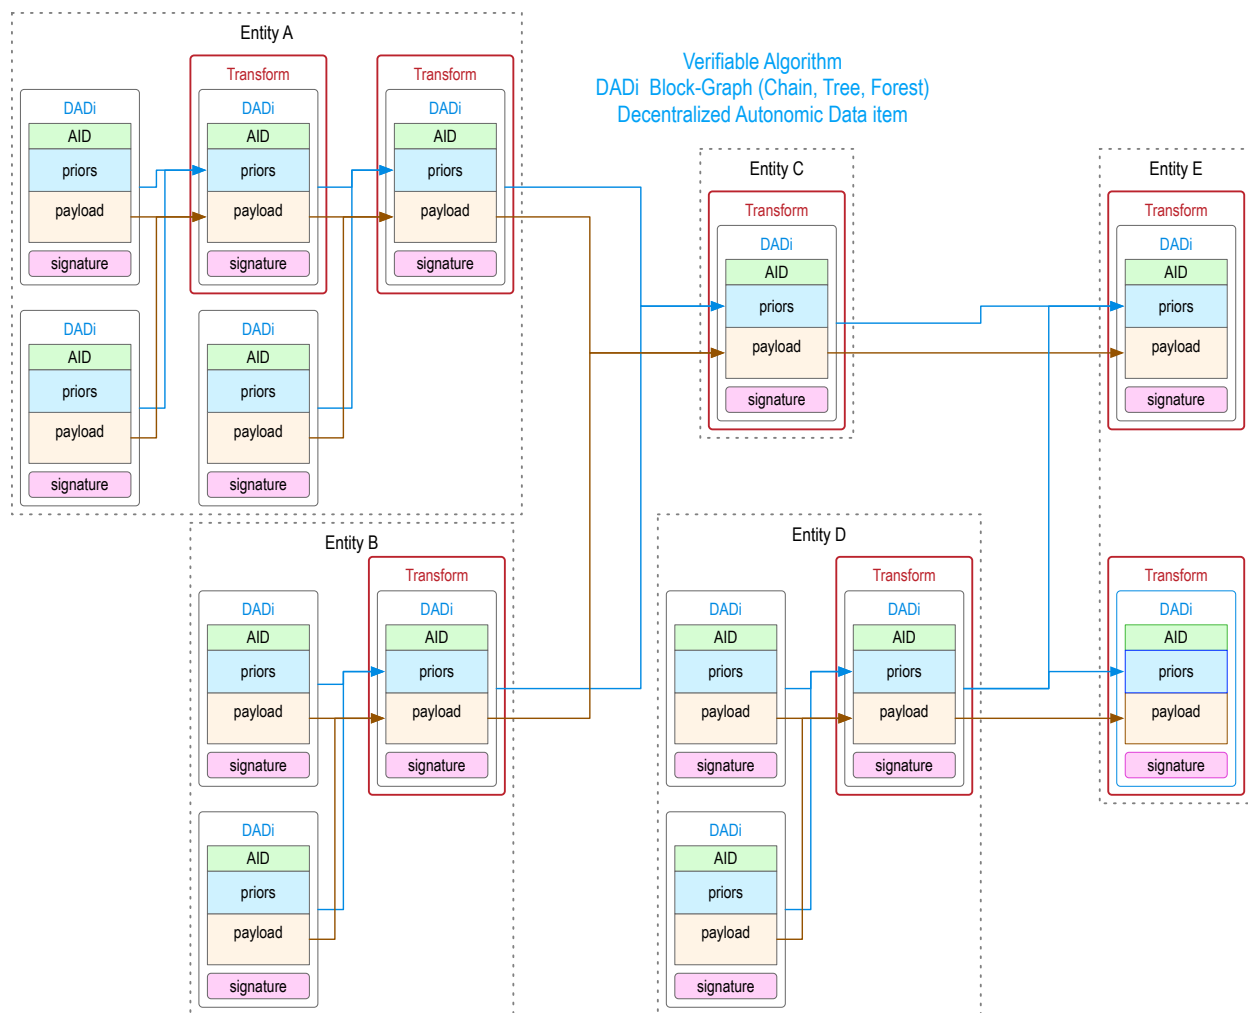 Entity A
Transform
Transform
DADi
AID
priors
payload
signature
DADi
AID
priors
payload
signature
DADi
AID
priors
payload
signature
DADi
AID
priors
payload
signature
DADi
AID
priors
payload
signature
Verifiable Algorithm
DADi Block-Graph (Chain, Tree, Forest)
Decentralized Autonomic Data item
Entity C
Transform
DADi
AID
priors
payload
signature
Entity E
Transform
DADi
AID
priors
payload
signature
Transform
DADi
AID
priors
payload
signature
Entity B
DADi
AID
priors
payload
signature
Transform
DADi
AID
priors
payload
signature
DADi
AID
priors
payload
signature
Entity D
DADi
AID
priors
payload
signature
Transform
DADi
AID
priors
payload
signature
DADi
AID
priors
payload
signature